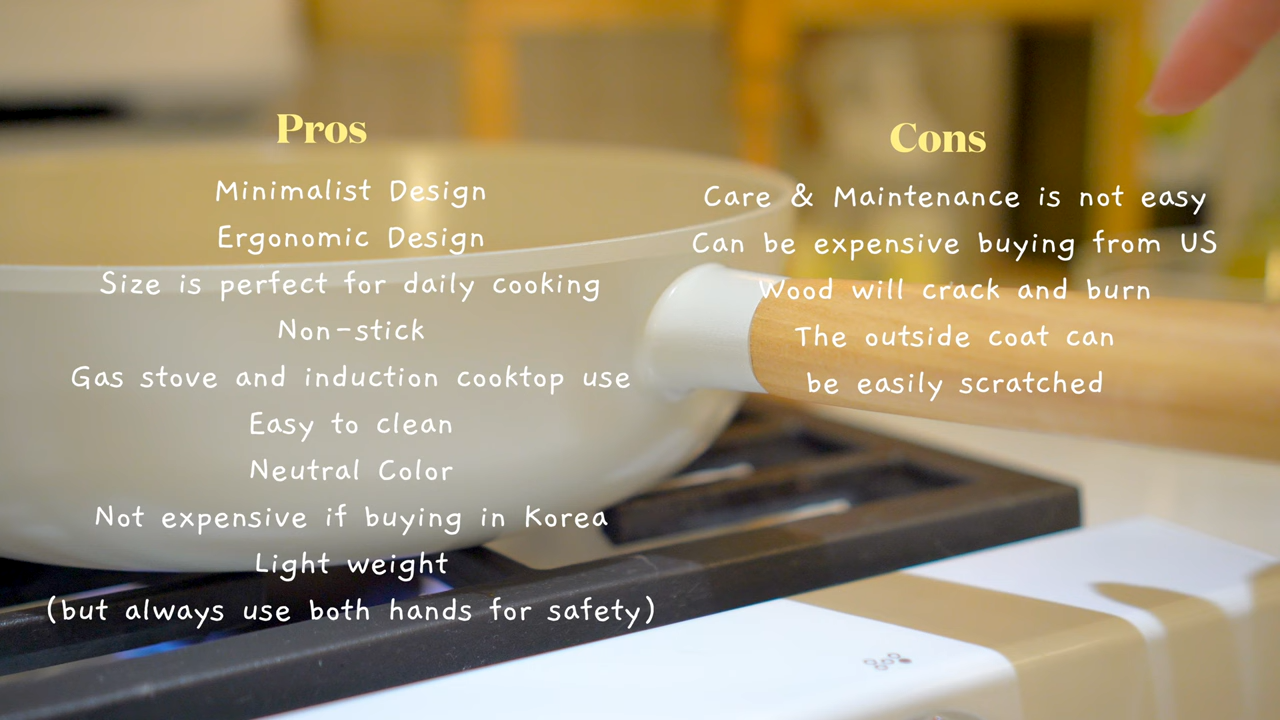 Pros
Minimalist Design
Ergonomic Design
Size is perfect for daily cooking
Non-stick
Gas stove and induction cooktop use
Easy to clean
Neutral Color
Not expensive if buying in Korea
Light weight
(but always use both hands for safety)
Cons
Care & Maintenance is not easy
Can be expensive buying from US
Wood will crack and burn
The outside coat can
be easily scratched